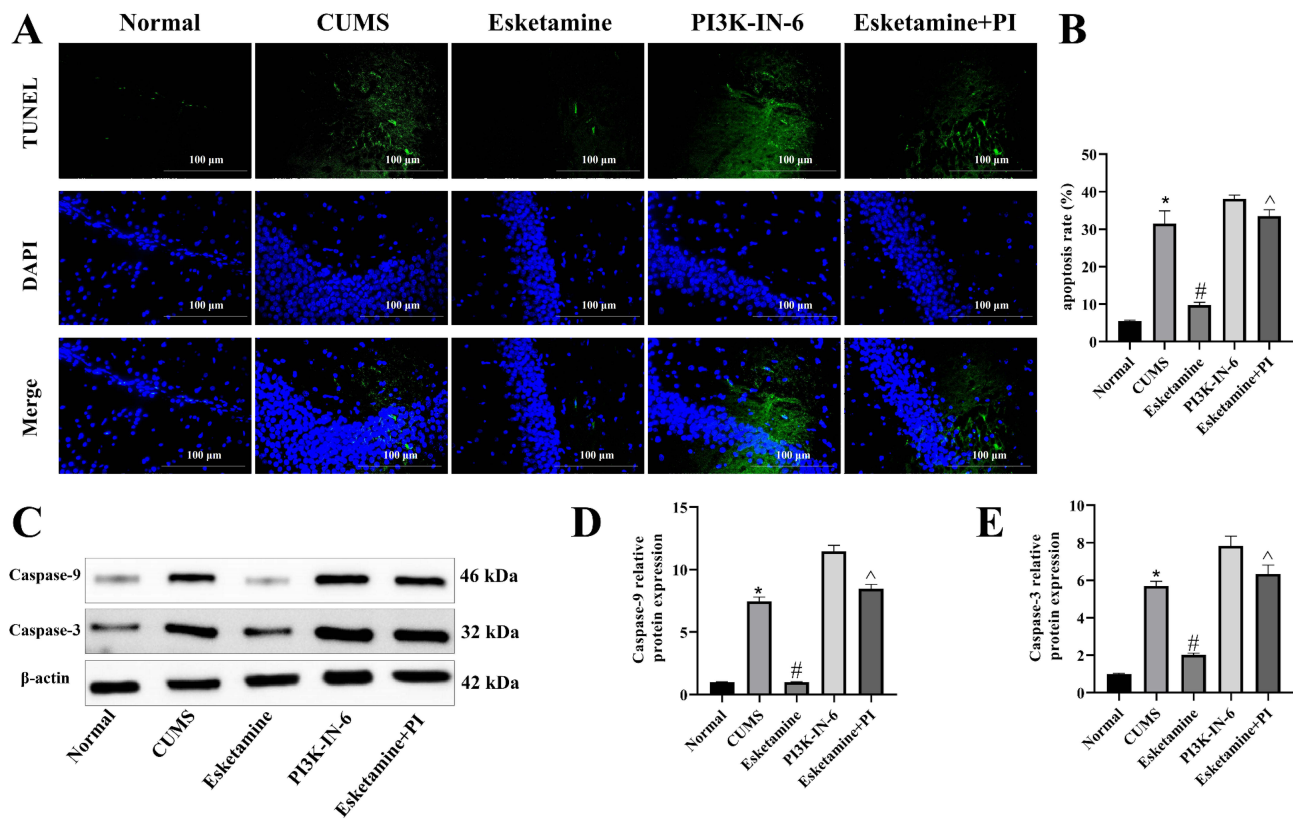 A
Normal
CUMS
Esketamine
PI3K-IN-6
Esketamine+PI
TUNEL
100 μm
100 μm
100 μm
100 μm
100 μm
DAPI
100 μm
100 μm
100 μm
100 μm
100 μm
Merge
100 μm
100 μm
100 μm
100 μm
100 μm
B
apoptosis rate (%)
50
40
30
20
10
0
*
#
^
Normal
CUMS
Esketamine
PI3K-IN-6
Esketamine+PI
C
Caspase-9
46 kDa
Caspase-3
32 kDa
β-actin
42 kDa
Normal
CUMS
Esketamine
PI3K-IN-6
Esketamine+PI
D
Caspase-9 relative
protein expression
15
10
5
0
*
#
^
Normal
CUMS
Esketamine
PI3K-IN-6
Esketamine+PI
E
Caspase-3 relative
protein expression
8
6
4
2
0
*
#
^
Normal
CUMS
Esketamine
PI3K-IN-6
Esketamine+PI